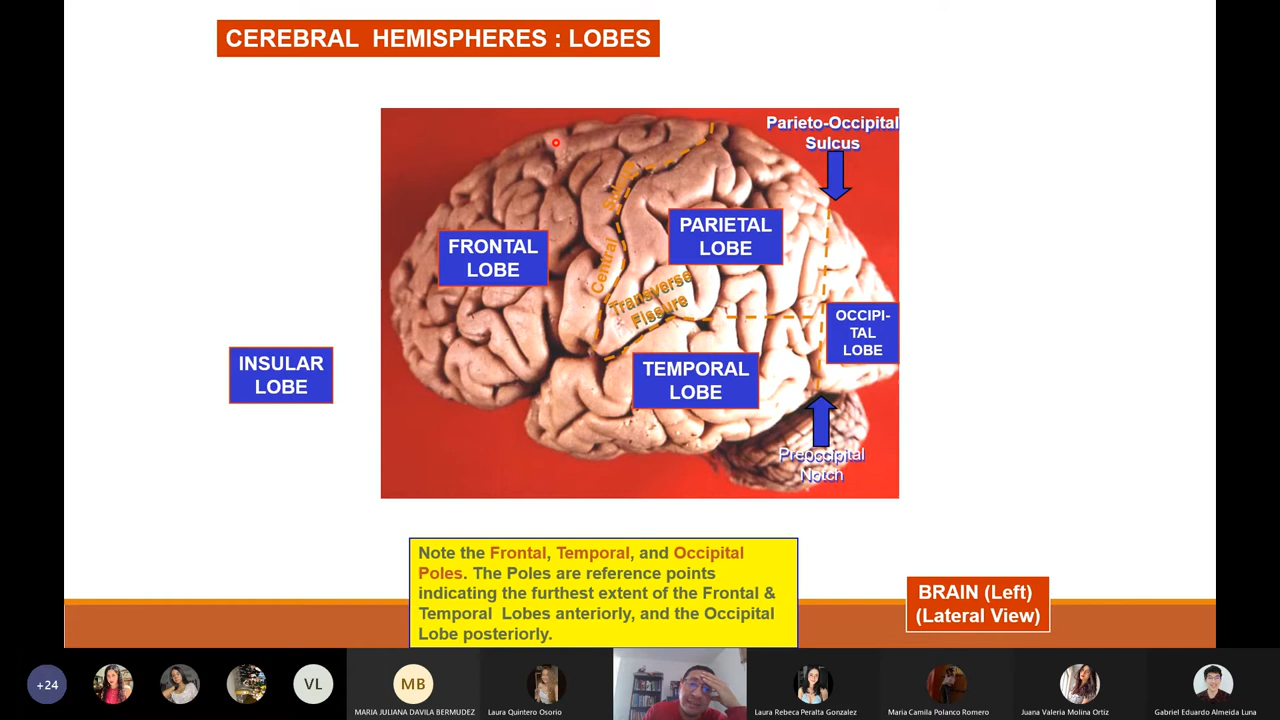 CEREBRAL HEMISPHERES : LOBES
Parieto-Occipital
Sulcus
Central Sulcus
PARIETAL
LOBE
FRONTAL
LOBE
Transverse
Fissure
OCCIPI-
TAL
LOBE
INSULAR
LOBE
TEMPORAL
LOBE
Preoccipital
Notch
Note the Frontal, Temporal, and Occipital
Poles. The Poles are reference points
indicating the furthest extent of the Frontal &
Temporal Lobes anteriorly, and the Occipital
Lobe posteriorly.
BRAIN (Left)
(Lateral View)
+24
VL
MB
MARIA JULIANA DAVILA BERMUDEZ
Laura Quintero Osorio
Laura Rebeca Peralta Gonzalez
Maria Camila Polanco Romero
Juana Valeria Molina Ortiz
Gabriel Eduardo Almeida Luna